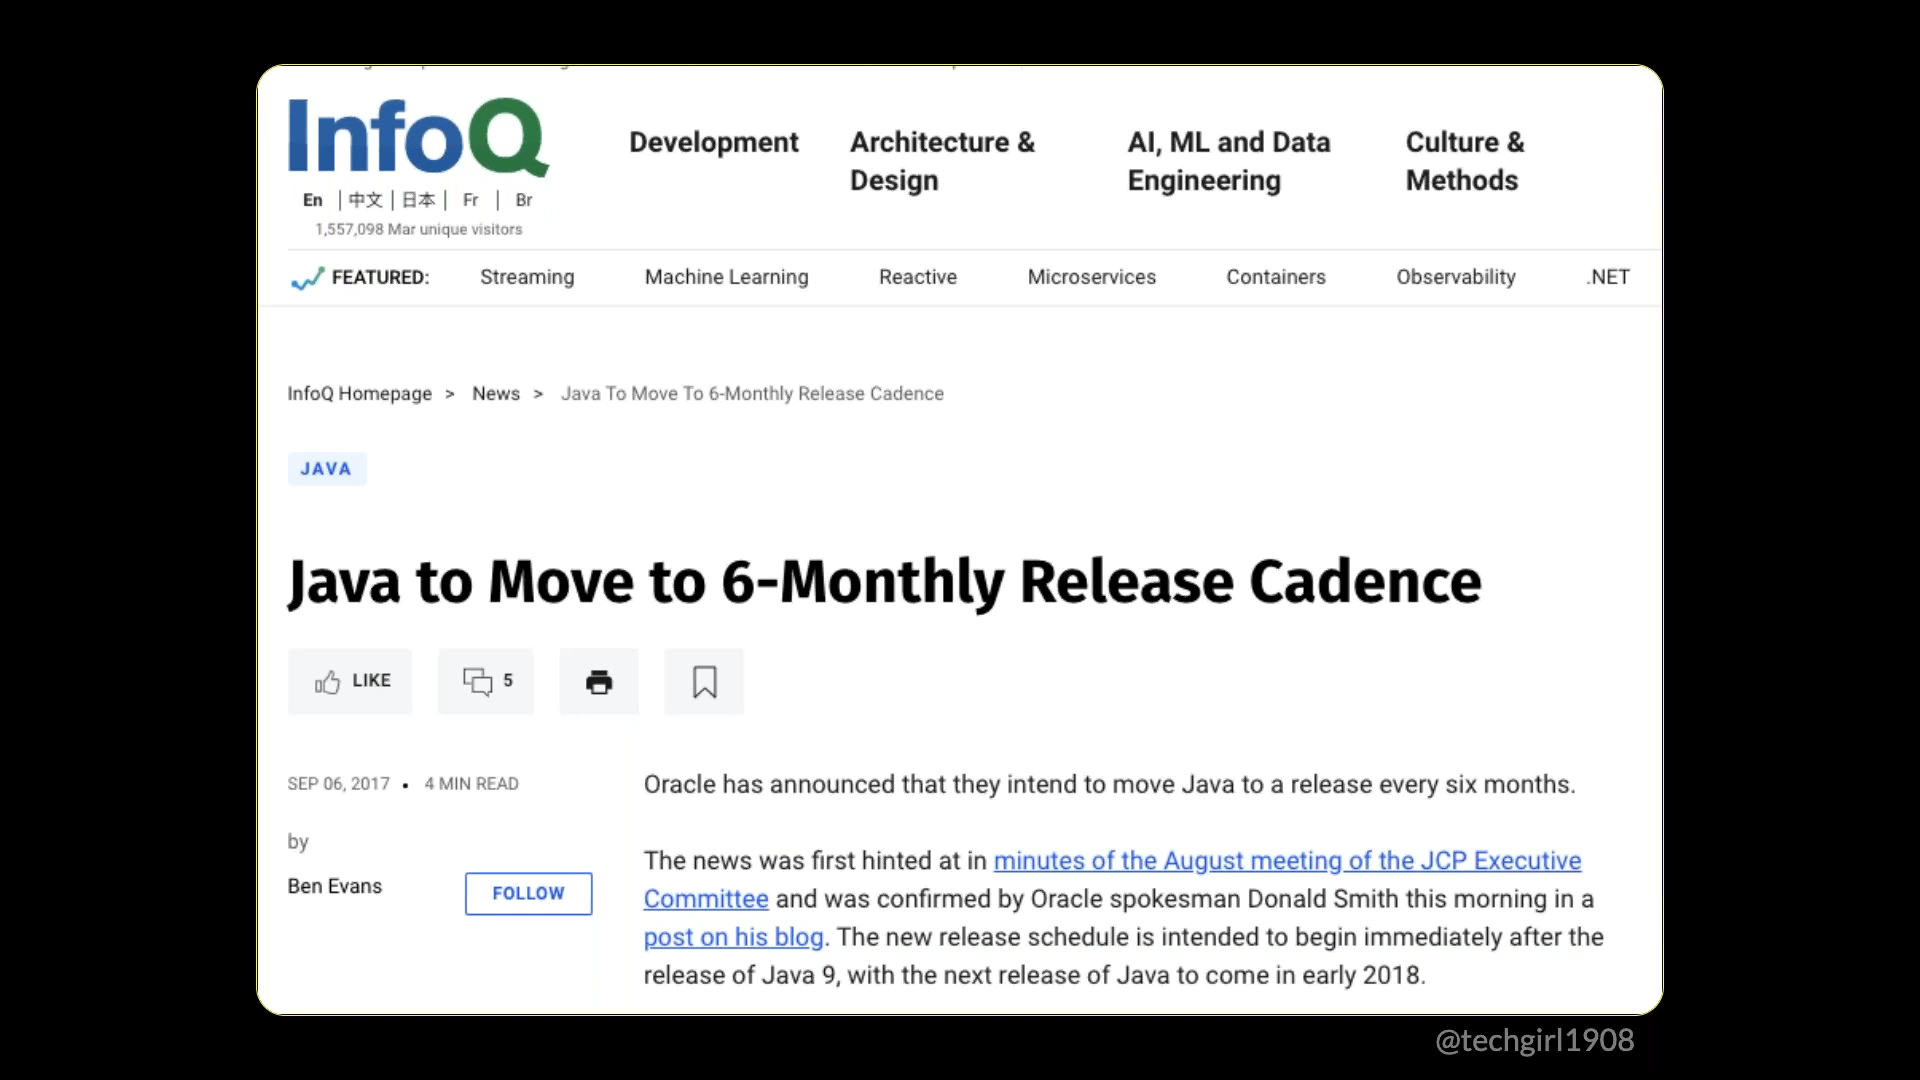 InfoQ
En | 中文 | 日本 | Fr | Br
1,557,098 Mar unique visitors
Development
Architecture &
Design
AI, ML and Data
Engineering
Culture &
Methods
FEATURED: Streaming Machine Learning Reactive Microservices Containers Observability .NET
InfoQ Homepage > News > Java To Move To 6-Monthly Release Cadence
JAVA
Java to Move to 6-Monthly Release Cadence
LIKE 5
SEP 06, 2017 • 4 MIN READ
by
Ben Evans
FOLLOW
Oracle has announced that they intend to move Java to a release every six months.
The news was first hinted at in minutes of the August meeting of the JCP Executive
Committee and was confirmed by Oracle spokesman Donald Smith this morning in a
post on his blog. The new release schedule is intended to begin immediately after the
release of Java 9, with the next release of Java to come in early 2018.
@techgirl1908